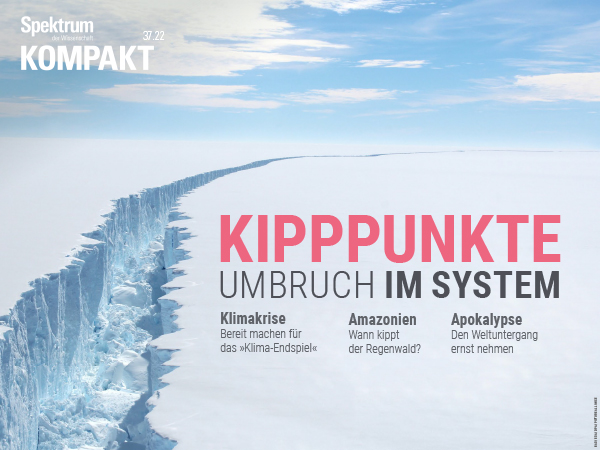 Spektrum
der Wissenschaft
37.22
KOMPAKT
KIPPPUNKTE
UMBRUCH IM SYSTEM
Klimakrise
Bereit machen für
das »Klima-Endspiel«
Amazonien
Wann kippt
der Regenwald?
Apokalypse
Den Weltuntergang
ernst nehmen